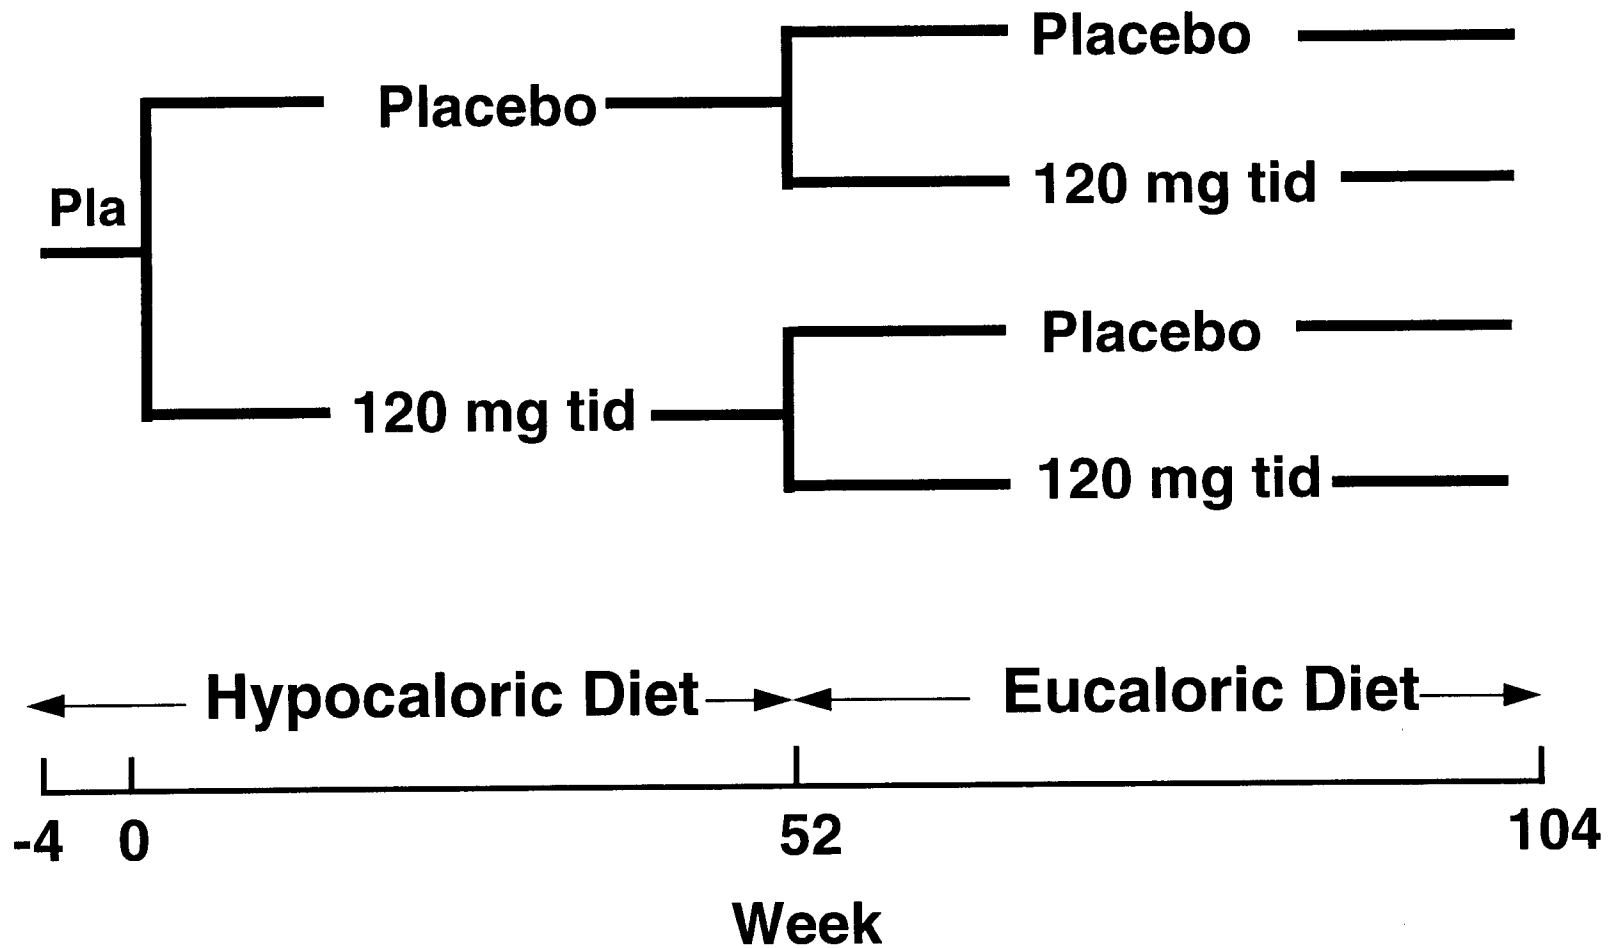 Placebo
Placebo
120 mg tid
Pla
Placebo
120 mg tid
120 mg tid
Hypocaloric Diet
Eucaloric Diet
-4 0 52 104
Week